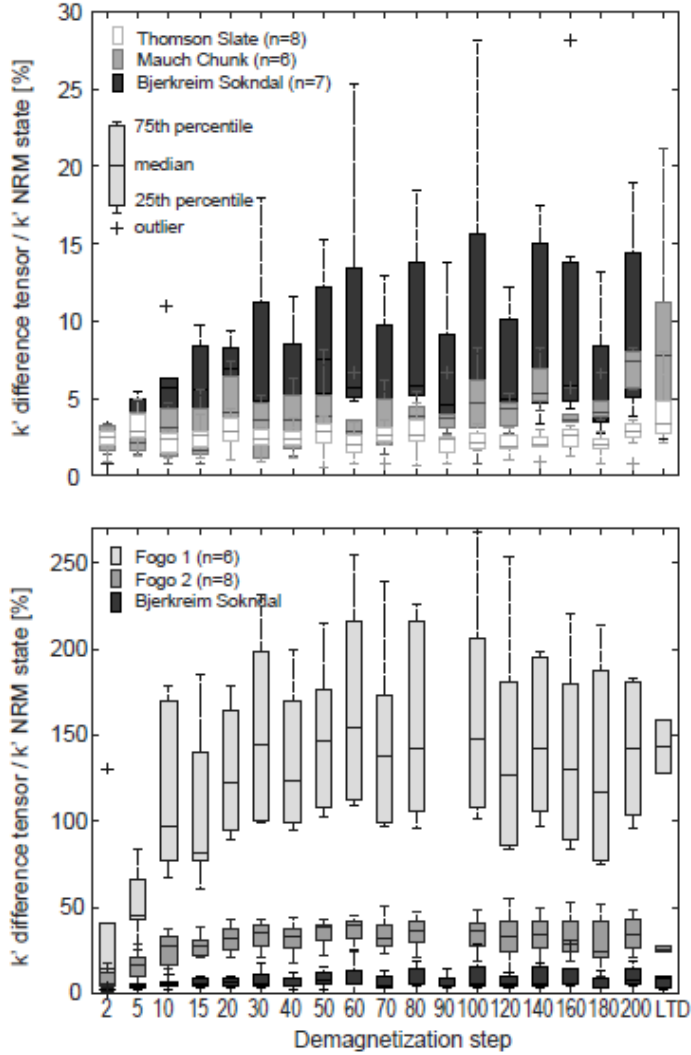 k' difference tensor / k' NRM state [%]
30
25
20
15
10
5
0
Thomson Slate (n=8)
Mauch Chunk (n=6)
Bjerkreim Sokndal (n=7)
75th percentile
median
25th percentile
outlier
k' difference tensor / k' NRM state [%]
250
200
150
100
50
0
Fogo 1 (n=6)
Fogo 2 (n=8)
Bjerkreim Sokndal
2 5 10 15 20 30 40 50 60 70 80 90 100 120 140 160 180 200 LTD
Demagnetization step